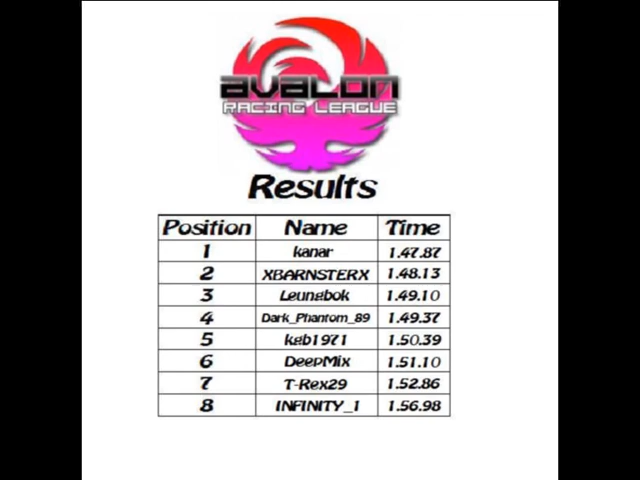 AVALON
RACING LEAGUE
Results
Position Name Time
1 kanar 1.47.87
2 XBARNSTERX 1.48.13
3 Leungbok 1.49.10
4 Dark_Phantom_89 1.49.37
5 kgb1971 1.50.39
6 DeepMix 1.51.10
7 T-Rex29 1.52.86
8 INFINITY_1 1.56.98